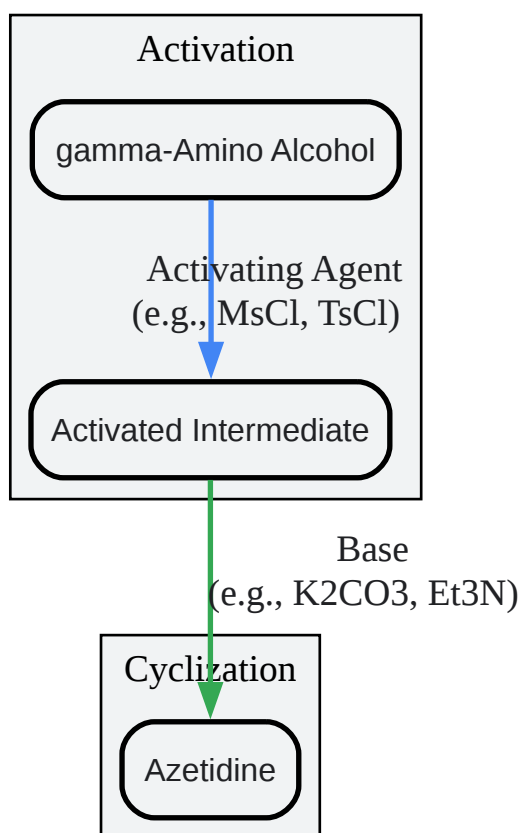 Activation
gamma-Amino Alcohol
Activating Agent
(e.g., MsCl, TsCl)
Activated Intermediate
Base
(e.g., K2CO3, Et3N)
Cyclization
Azetidine